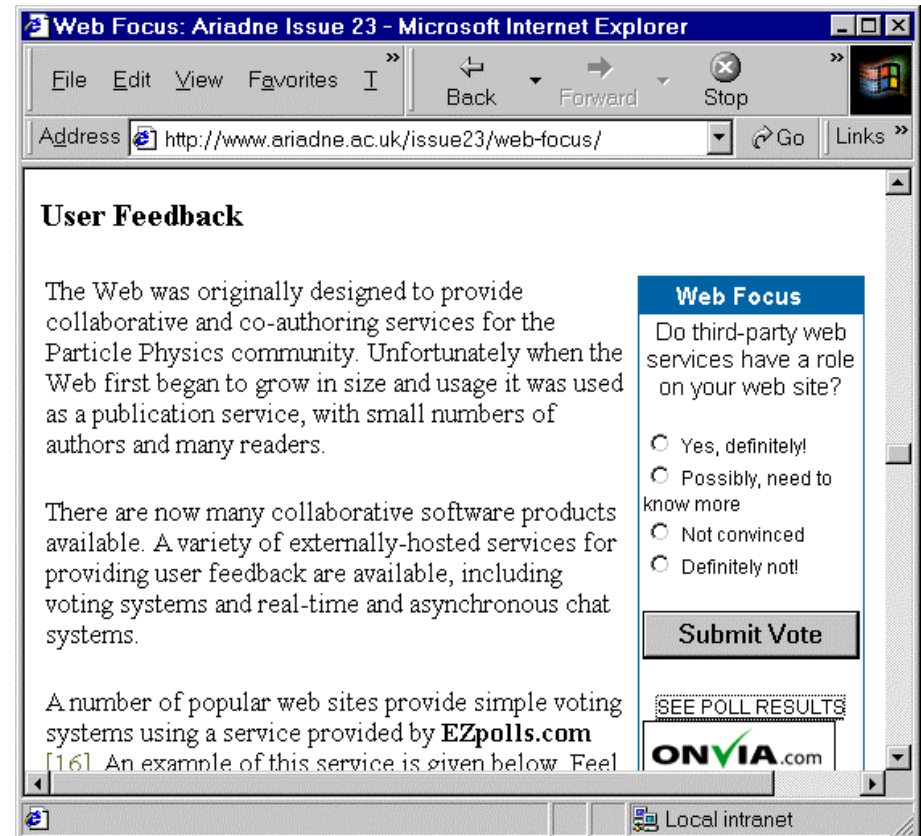 Web Focus: Ariadne Issue 23 - Microsoft Internet Explorer
File Edit View Favorites T »
Back Forward Stop »
Address http://www.ariadne.ac.uk/issue23/web-focus/ Go Links »
User Feedback
The Web was originally designed to provide
collaborative and co-authoring services for the
Particle Physics community. Unfortunately when the
Web first began to grow in size and usage it was used
as a publication service, with small numbers of
authors and many readers.
There are now many collaborative software products
available. A variety of externally-hosted services for
providing user feedback are available, including
voting systems and real-time and asynchronous chat
systems.
A number of popular web sites provide simple voting
systems using a service provided by EZpolls.com
[16]. An example of this service is given below. Feel
Web Focus
Do third-party web
services have a role
on your web site?
Yes, definitely!
Possibly, need to
know more
Not convinced
Definitely not!
Submit Vote
SEE POLL RESULTS
ONVIA.com
Local intranet